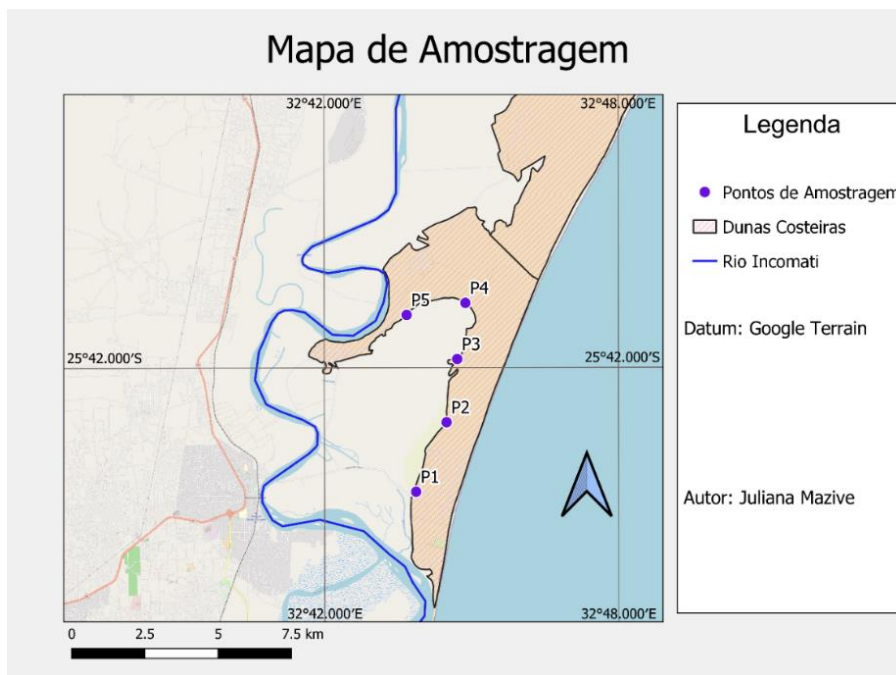 Mapa de Amostragem
32°42.000′E
32°48.000′E
P5
P4
P3
25°42.000′S
25°42.000′S
P2
P1
32°42.000′E
32°48.000′E
0
2.5
5
7.5 km
Legenda
Pontos de Amostragem
Dunas Costeiras
Rio Incomati
Datum: Google Terrain
Autor: Juliana Mazive